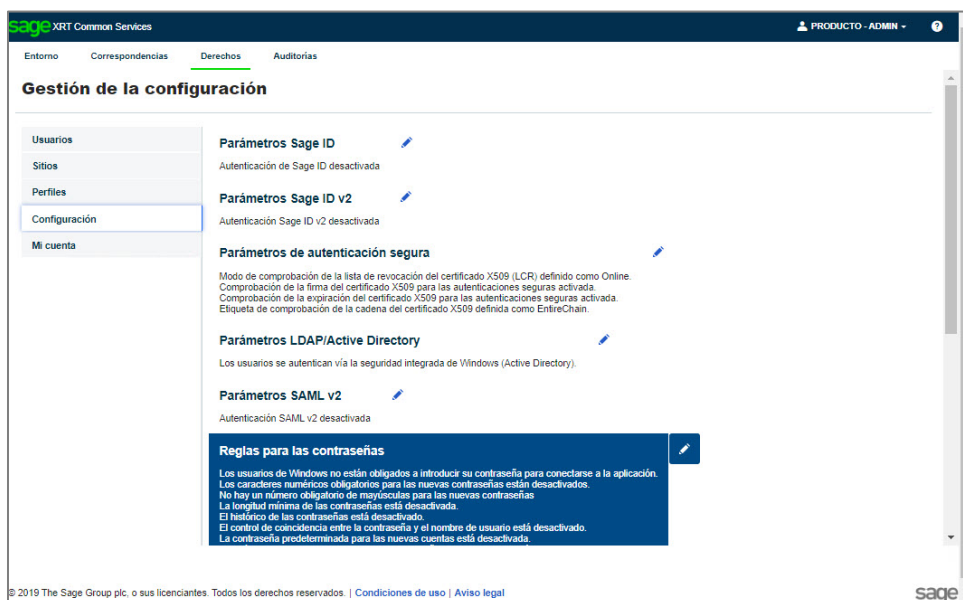 sage XRT Common Services
PRODUCTO - ADMIN
?
Entorno Correspondencias Derechos Auditorías
Gestión de la configuración
Usuarios
Sitios
Perfiles
Configuración
Mi cuenta
Parámetros Sage ID
Autenticación de Sage ID desactivada
Parámetros Sage ID v2
Autenticación Sage ID v2 desactivada
Parámetros de autenticación segura
Modo de comprobación de la lista de revocación del certificado X509 (LCR) definido como Online.
Comprobación de la firma del certificado X509 para las autenticaciones seguras activada.
Comprobación de la expiración del certificado X509 para las autenticaciones seguras activada.
Etiqueta de comprobación de la cadena del certificado X509 definida como EntireChain.
Parámetros LDAP/Active Directory
Los usuarios se autentican vía la seguridad integrada de Windows (Active Directory).
Parámetros SAML v2
Autenticación SAML v2 desactivada
Reglas para las contraseñas
Los usuarios de Windows no están obligados a introducir su contraseña para conectarse a la aplicación.
Los caracteres numéricos obligatorios para las nuevas contraseñas están desactivados.
No hay un número obligatorio de mayúsculas para las nuevas contraseñas
La longitud mínima de las contraseñas está desactivada.
El histórico de las contraseñas está desactivado.
El control de coincidencia entre la contraseña y el nombre de usuario está desactivado.
La contraseña predeterminada para las nuevas cuentas está desactivada.
© 2019 The Sage Group plc, o sus licenciantes. Todos los derechos reservados. | Condiciones de uso | Aviso legal
sage